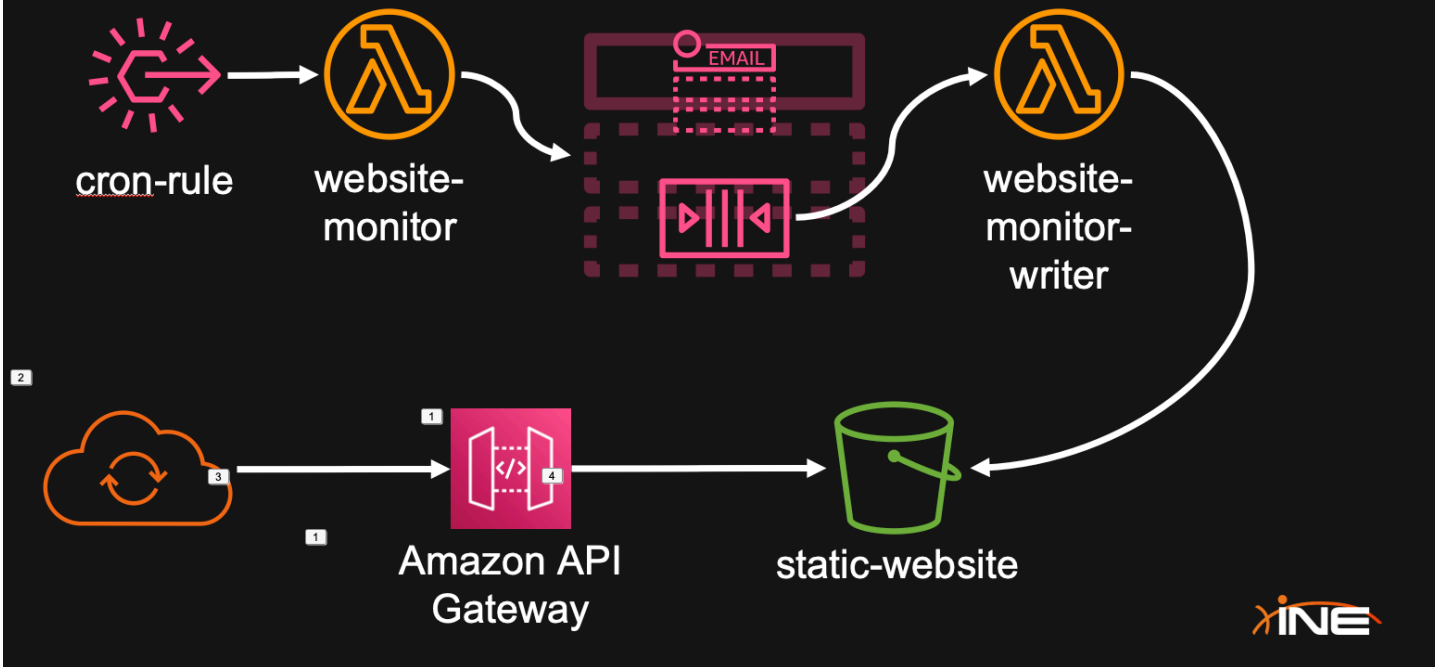 EMAIL
cron-rule
website-
monitor
website-
monitor-
writer
2
1
3
</>
4
1
Amazon API
Gateway
static-website
INE